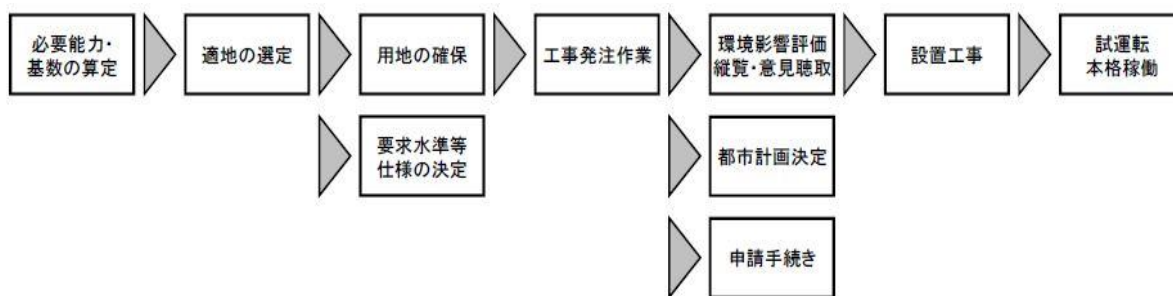 必要能力・
基数の算定
適地の選定
用地の確保
工事発注作業
環境影響評価
縦覧・意見聴取
設置工事
試運転
本格稼働
要求水準等
仕様の決定
都市計画決定
申請手続き